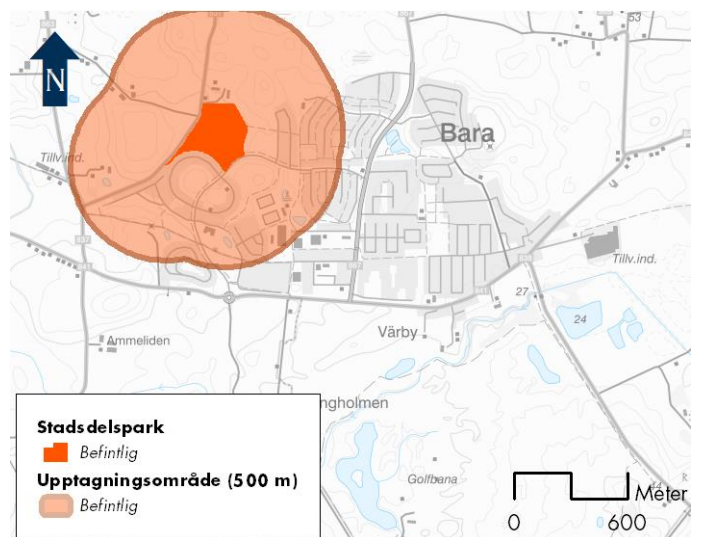 N
53
Bara
Tillv.ind.
Tillv.ind.
27
24
Värby
Ammeliden
ngholmen
Golfbana
Stadsdelspark
Befintlig
Upptagningsområde (500 m)
Befintlig
Meter
0 600